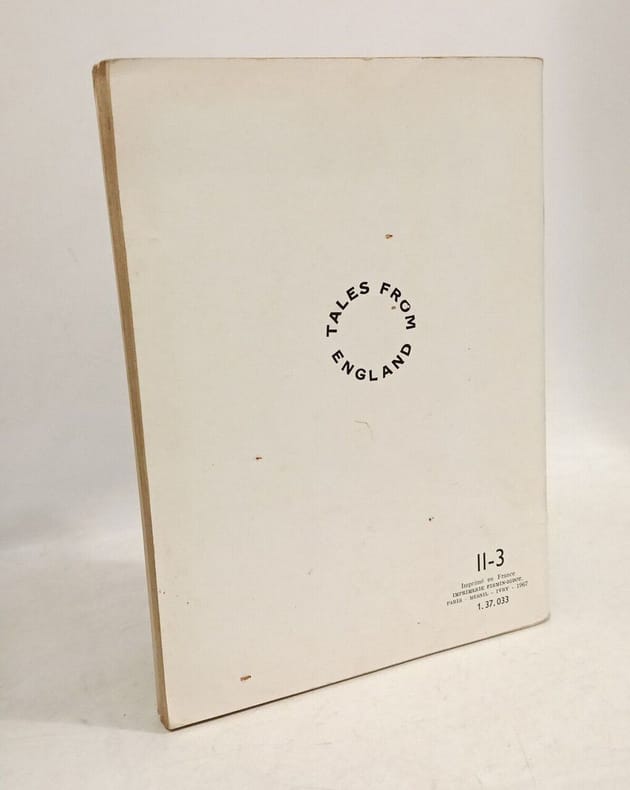 TALES FROM
ENGLAND
II-3
Imprimé en France
IMPRIMERIE FIRMIN-DIDOT
PARIS - MESNIL - IVRY - 1967
1.37.033